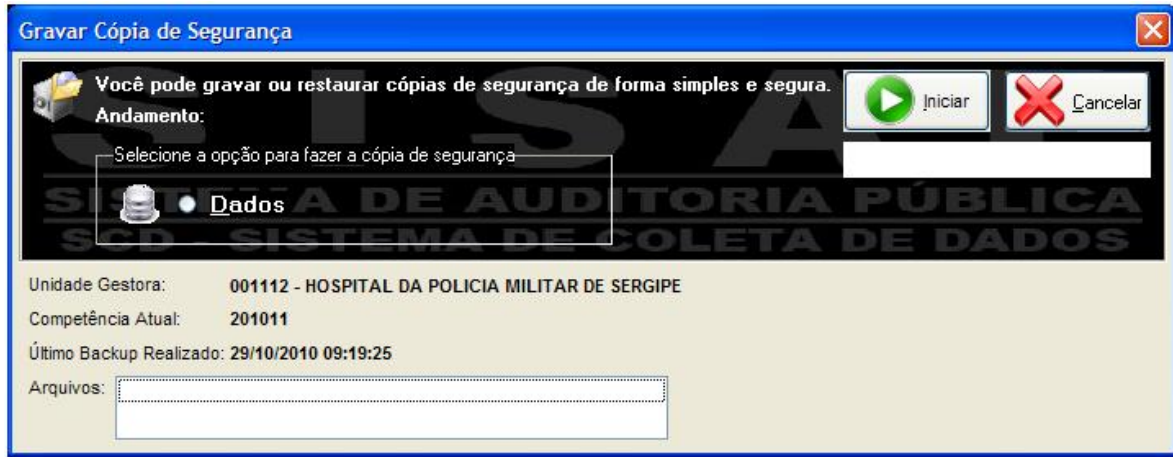 Gravar Cópia de Segurança
Você pode gravar ou restaurar cópias de segurança de forma simples e segura.
Andamento:
Iniciar
Cancelar
Selecione a opção para fazer a cópia de segurança
Dados
SISAP
SISTEMA DE AUDITORIA PÚBLICA
SCD - SISTEMA DE COLETA DE DADOS
Unidade Gestora: 001112 - HOSPITAL DA POLICIA MILITAR DE SERGIPE
Competência Atual: 201011
Último Backup Realizado: 29/10/2010 09:19:25
Arquivos: